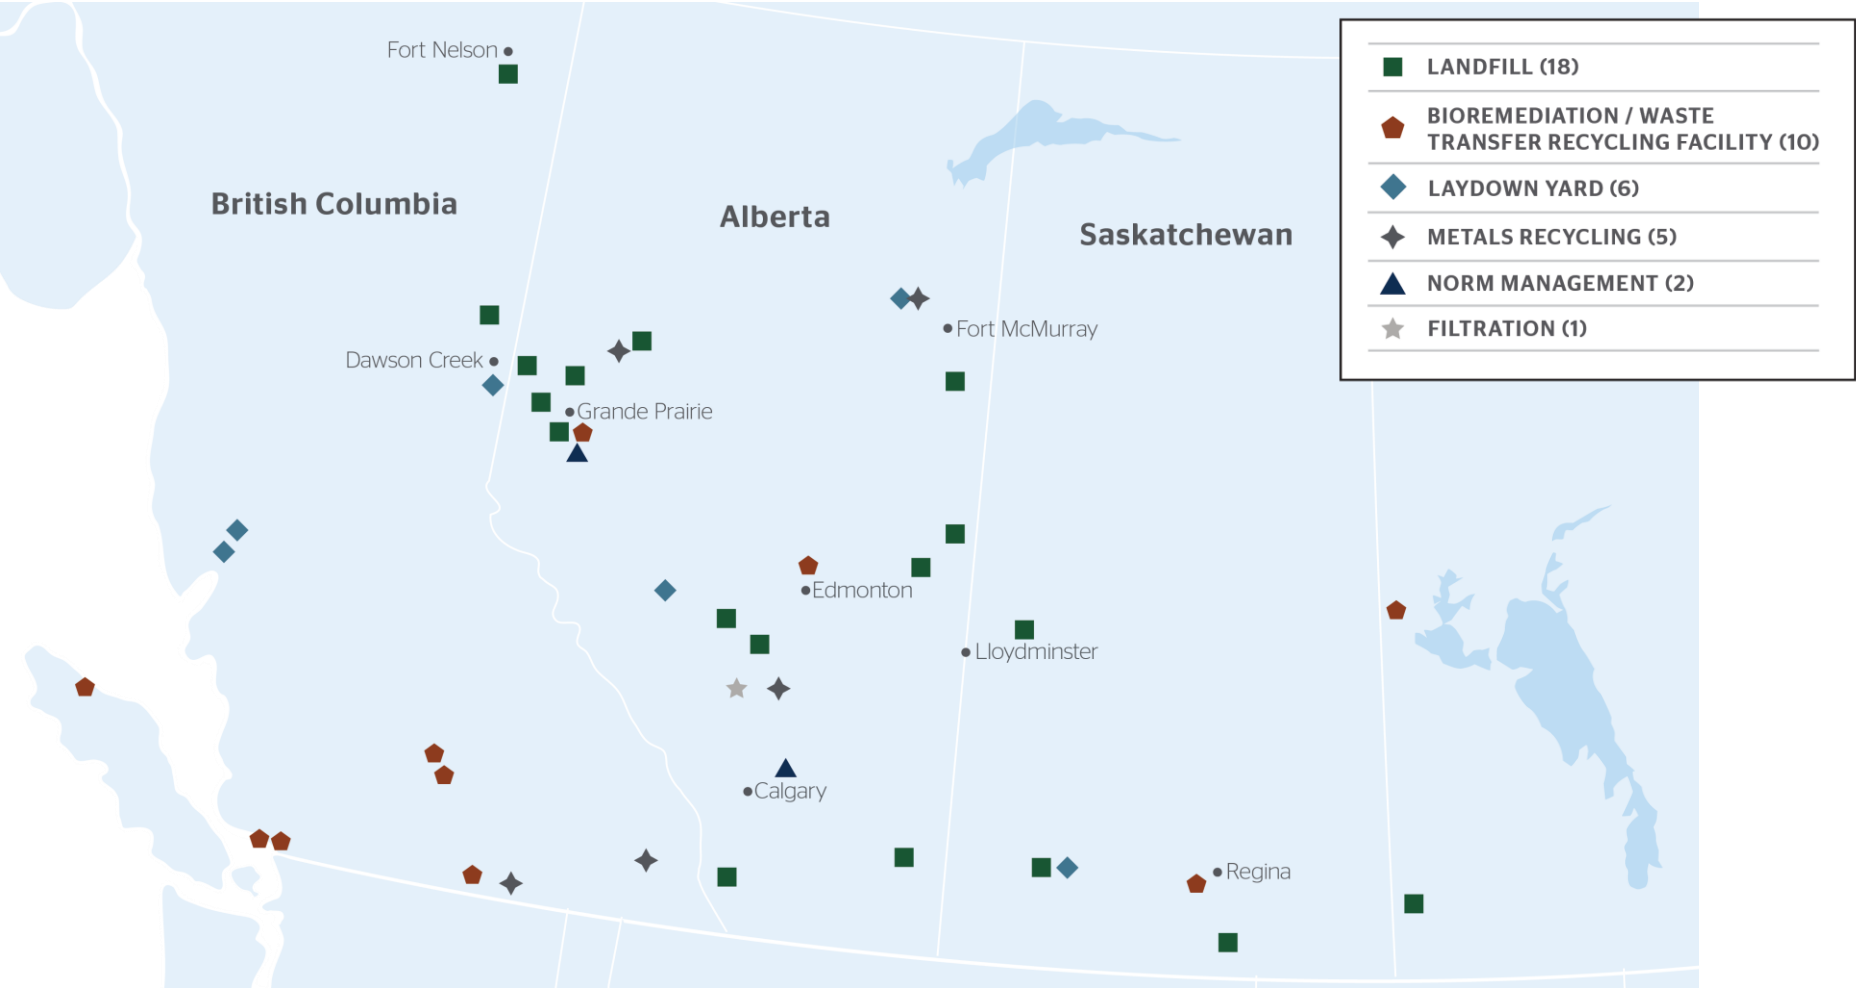 Fort Nelson
LANDFILL (18)
BIOREMEDIATION / WASTE
TRANSFER RECYCLING FACILITY (10)
LAYDOWN YARD (6)
METALS RECYCLING (5)
NORM MANAGEMENT (2)
FILTRATION (1)
British Columbia
Alberta
Saskatchewan
Fort McMurray
Dawson Creek
Grande Prairie
Edmonton
Lloydminster
Calgary
Regina